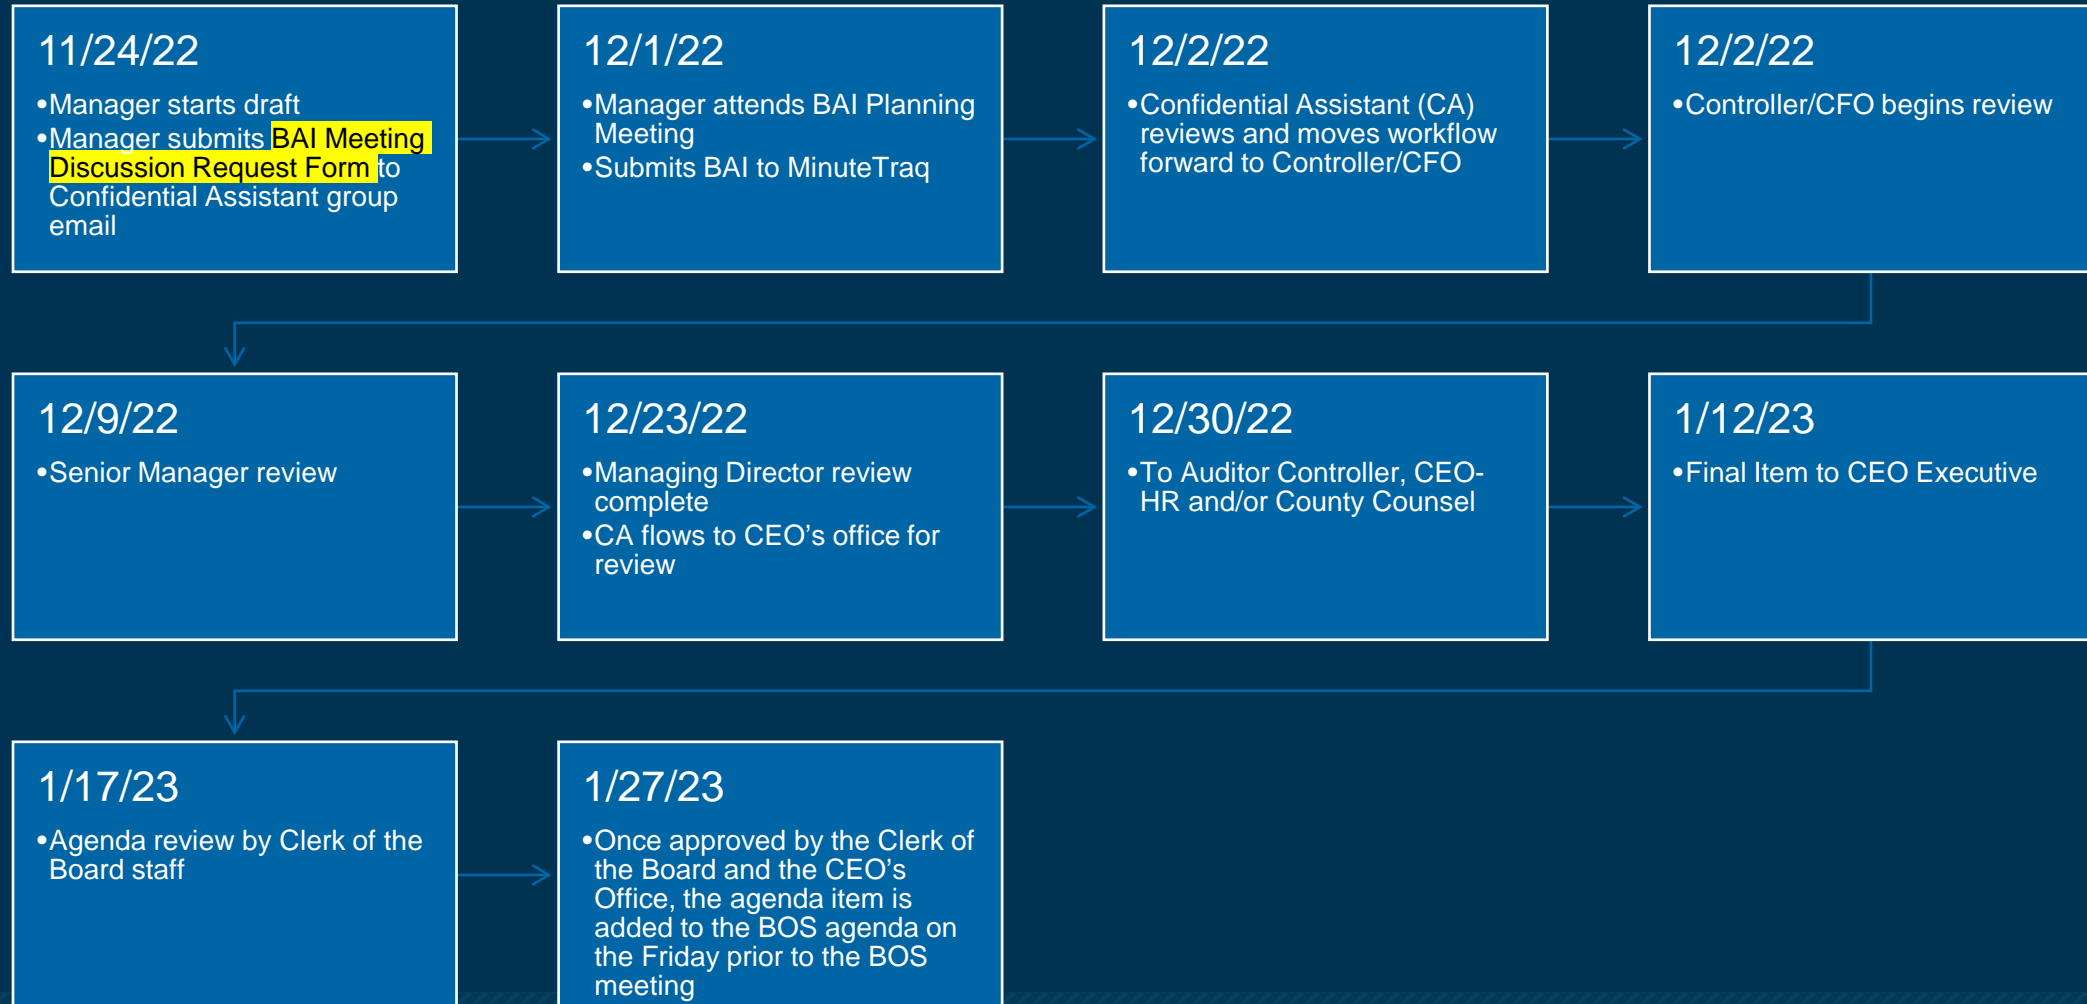 11/24/22
•Manager starts draft
•Manager submits BAI Meeting
Discussion Request Form to
Confidential Assistant group
email
12/1/22
•Manager attends BAI Planning
Meeting
•Submits BAI to MinuteTraq
12/2/22
•Confidential Assistant (CA)
reviews and moves workflow
forward to Controller/CFO
12/2/22
•Controller/CFO begins review
12/9/22
•Senior Manager review
12/23/22
•Managing Director review
complete
•CA flows to CEO’s office for
review
12/30/22
•To Auditor Controller, CEO-
HR and/or County Counsel
1/12/23
•Final Item to CEO Executive
1/17/23
•Agenda review by Clerk of the
Board staff
1/27/23
•Once approved by the Clerk of
the Board and the CEO’s
Office, the agenda item is
added to the BOS agenda on
the Friday prior to the BOS
meeting